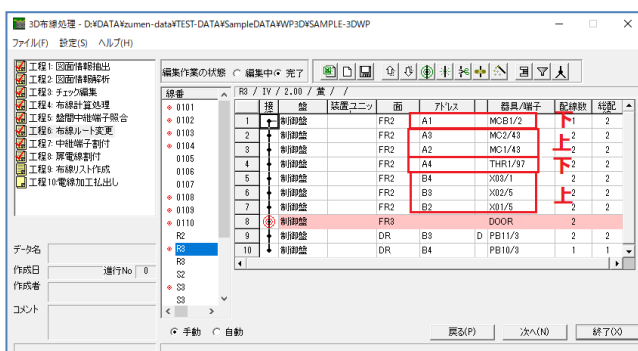 3D布線処理 - D:¥DATA¥zumen-data¥TEST-DATA¥SampleDATA¥WP3D¥SAMPLE-3DWP
ファイル(F) 設定(S) ヘルプ(H)
工程1: 図面情報抽出
工程2: 図面情報解析
工程3: チェック編集
工程4: 布線計算処理
工程5: 盤間中継端子照合
工程6: 布線ルート変更
工程7: 中継端子割付
工程8: 扉電線割付
工程9: 布線リスト作成
工程10:電線加工払出し
編集作業の状態 編集中 完了
線番
0101
0102
0103
0104
0105
0106
0107
0108
0109
0110
R2
R3
R3
S2
S3
S3
R3 / IV / 2.00 / 黄 / /
接 盤 装置ユニッ 面 アドレス 器具/端子 配線数 総配
1 制御盤 FR2 A1 MCB1/2 1 2
2 制御盤 FR2 A3 MC2/43 2 2
3 制御盤 FR2 A2 MC1/43 2 2
4 制御盤 FR2 A4 THR1/97 2 2
5 制御盤 FR2 B4 X03/1 2 2
6 制御盤 FR2 B3 X02/5 2 2
7 制御盤 FR2 B2 X01/5 2 2
8 制御盤 FR3 DOOR 2
9 制御盤 DR B3 D PB11/3 2 2
10 制御盤 DR B4 PB10/3 1 1
下
上
下
上
データ名
作成日 進行No 0
作成者
コメント
手動 自動
戻る(P) 次へ(N) 終了(X)